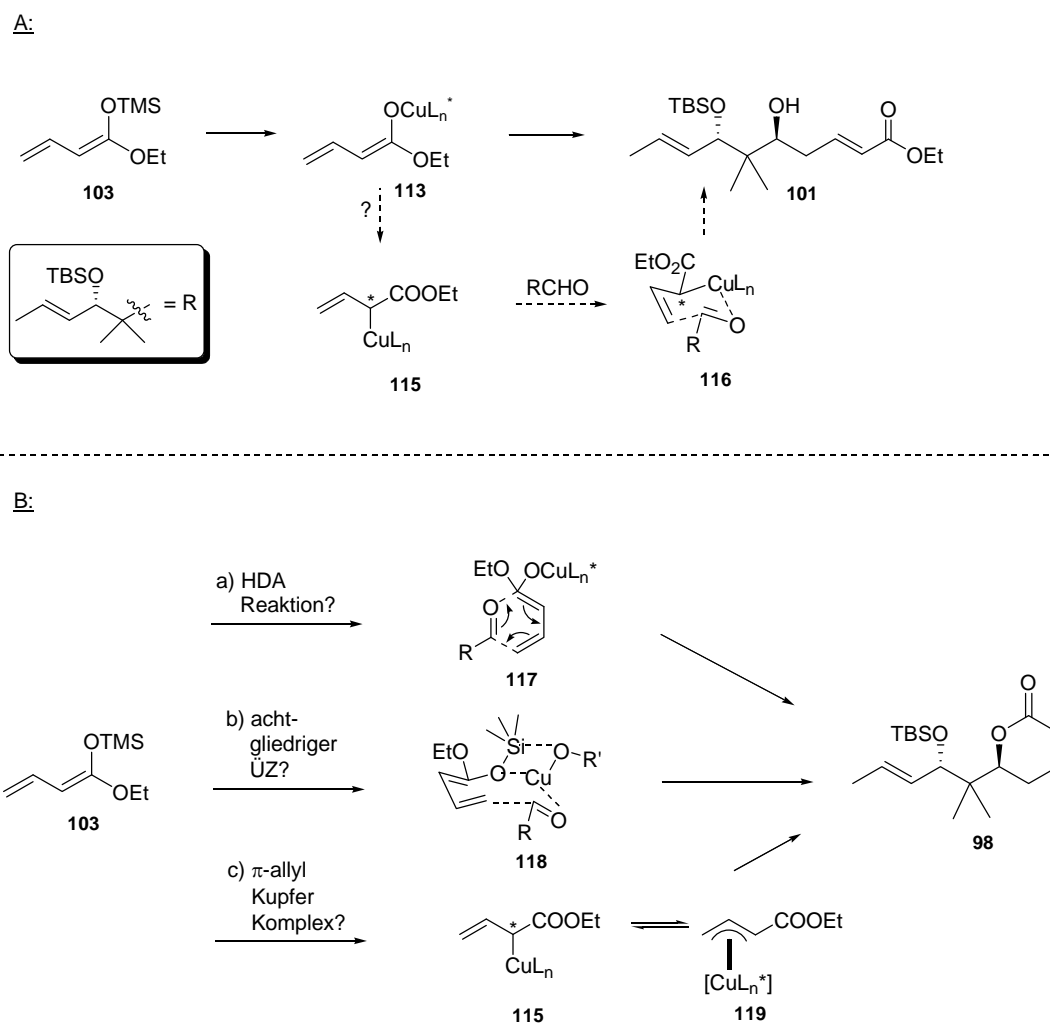 A:
OTMS
OEt
103
OCuLn*
OEt
113
TBSO OH O
OEt
101
?
TBSO
= R
* COOEt
CuLn
115
RCHO
EtO2C
CuLn
*
O
R
116
B:
a) HDA
Reaktion?
EtO OCuLn*
O
R
117
b) acht-
gliedriger
ÜZ?
OTMS
OEt
103
EtO Si
O Cu O R'
R O
118
O
TBSO O
98
c) π-allyl
Kupfer
Komplex?
* COOEt
CuLn
115
COOEt
[CuLn*]
119